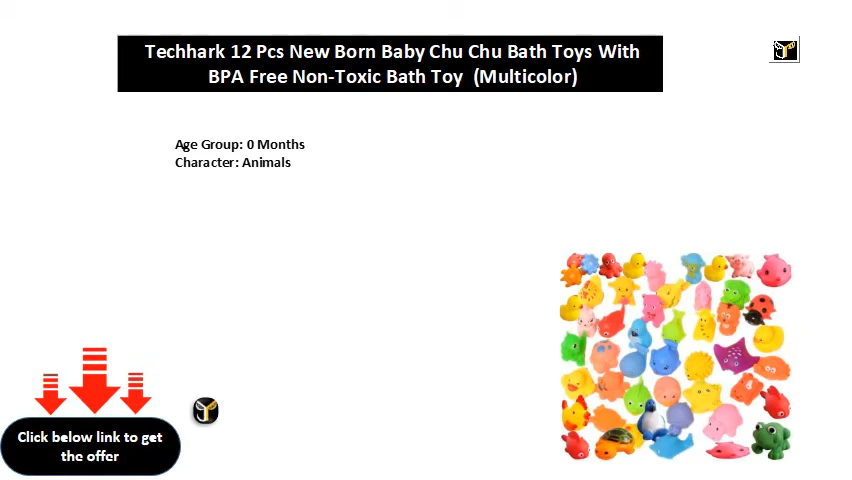 Techhark 12 Pcs New Born Baby Chu Chu Bath Toys With
BPA Free Non-Toxic Bath Toy (Multicolor)
Age Group: 0 Months
Character: Animals
Click below link to get
the offer